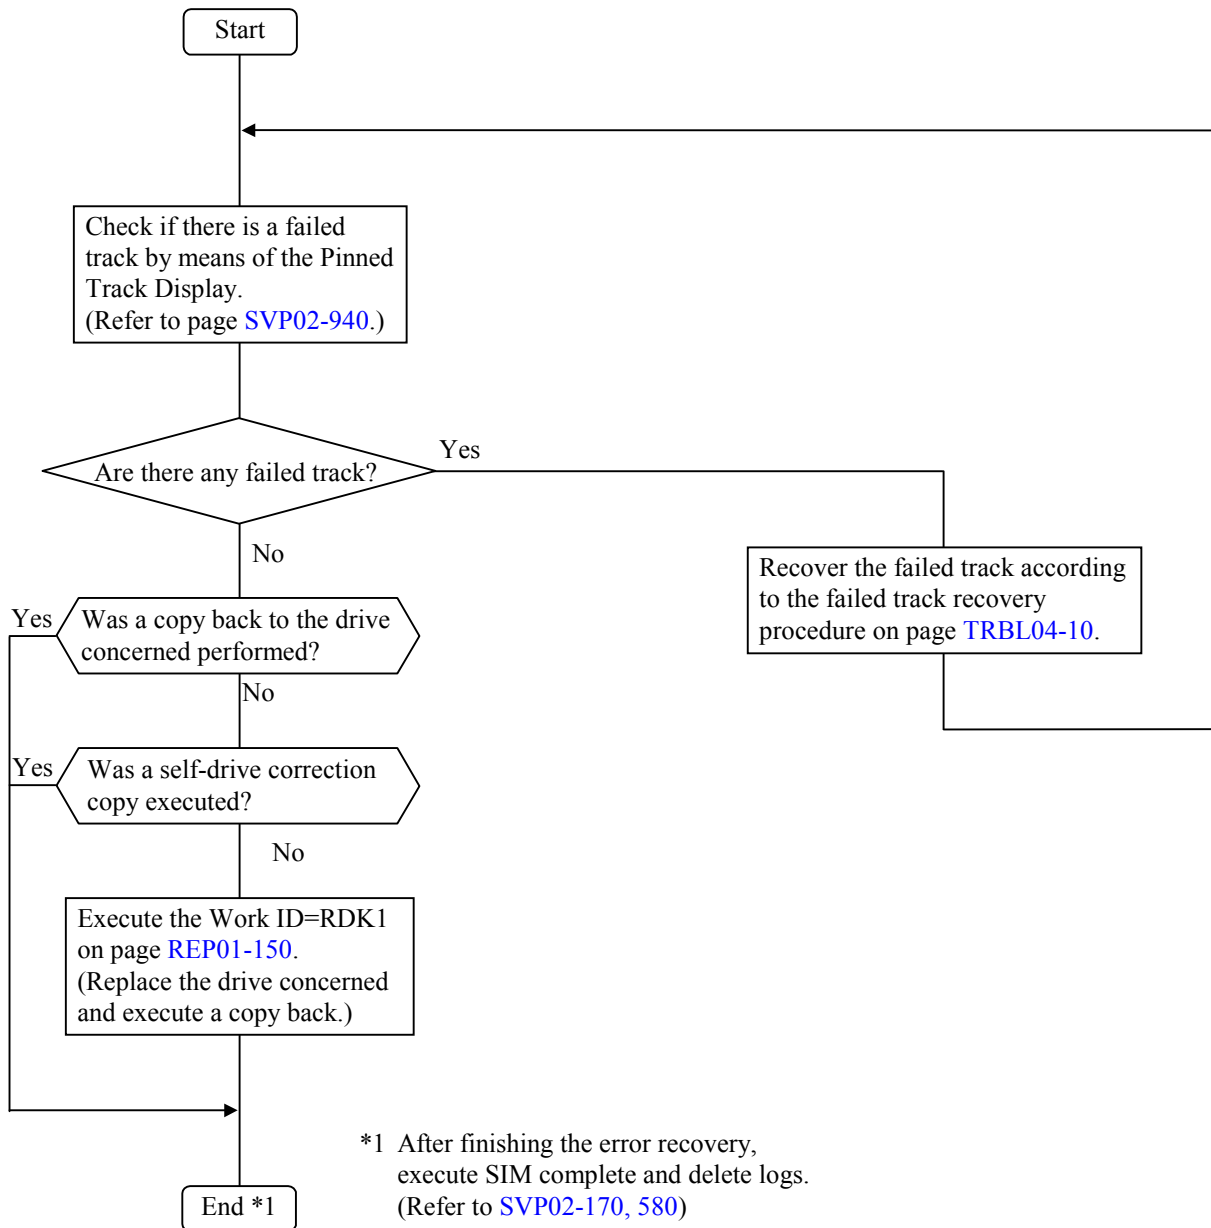 Start
Check if there is a failed
track by means of the Pinned
Track Display.
(Refer to page SVP02-940.)
Are there any failed track?
Yes
No
Recover the failed track according
to the failed track recovery
procedure on page TRBL04-10.
Yes
Was a copy back to the drive
concerned performed?
No
Yes
Was a self-drive correction
copy executed?
No
Execute the Work ID=RDK1
on page REP01-150.
(Replace the drive concerned
and execute a copy back.)
*1 After finishing the error recovery,
execute SIM complete and delete logs.
(Refer to SVP02-170, 580)
End *1